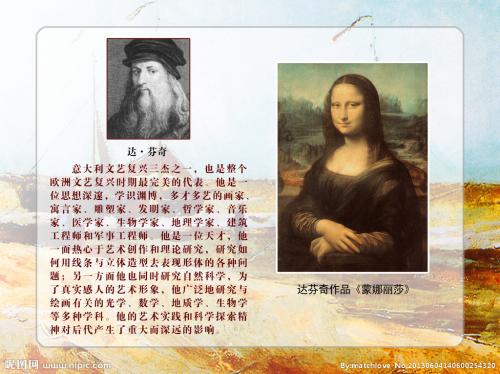 达·芬奇
意大利文艺复兴三杰之一，也是整个
欧洲文艺复兴时期最完美的代表。他是一
位思想深邃，学识渊博，多才多艺的画家、
寓言家、雕塑家、发明家、哲学家、音乐
家、医学家、生物学家、地理学家、建筑
工程师和军事工程师。他是一位天才，他
一面热心于艺术创作和理论研究，研究如
何用线条与立体造型去表现形体的各种问
题；另一方面他也同时研究自然科学，为
了真实感人的艺术形象，他广泛地研究与
绘画有关的光学、数学、地质学、生物学
等多种学科。他的艺术实践和科学探索精
神对后代产生了重大而深远的影响。
达芬奇作品《蒙娜丽莎》
昵图网 www.nipic.com
By:matchlove No.20130604140600254320